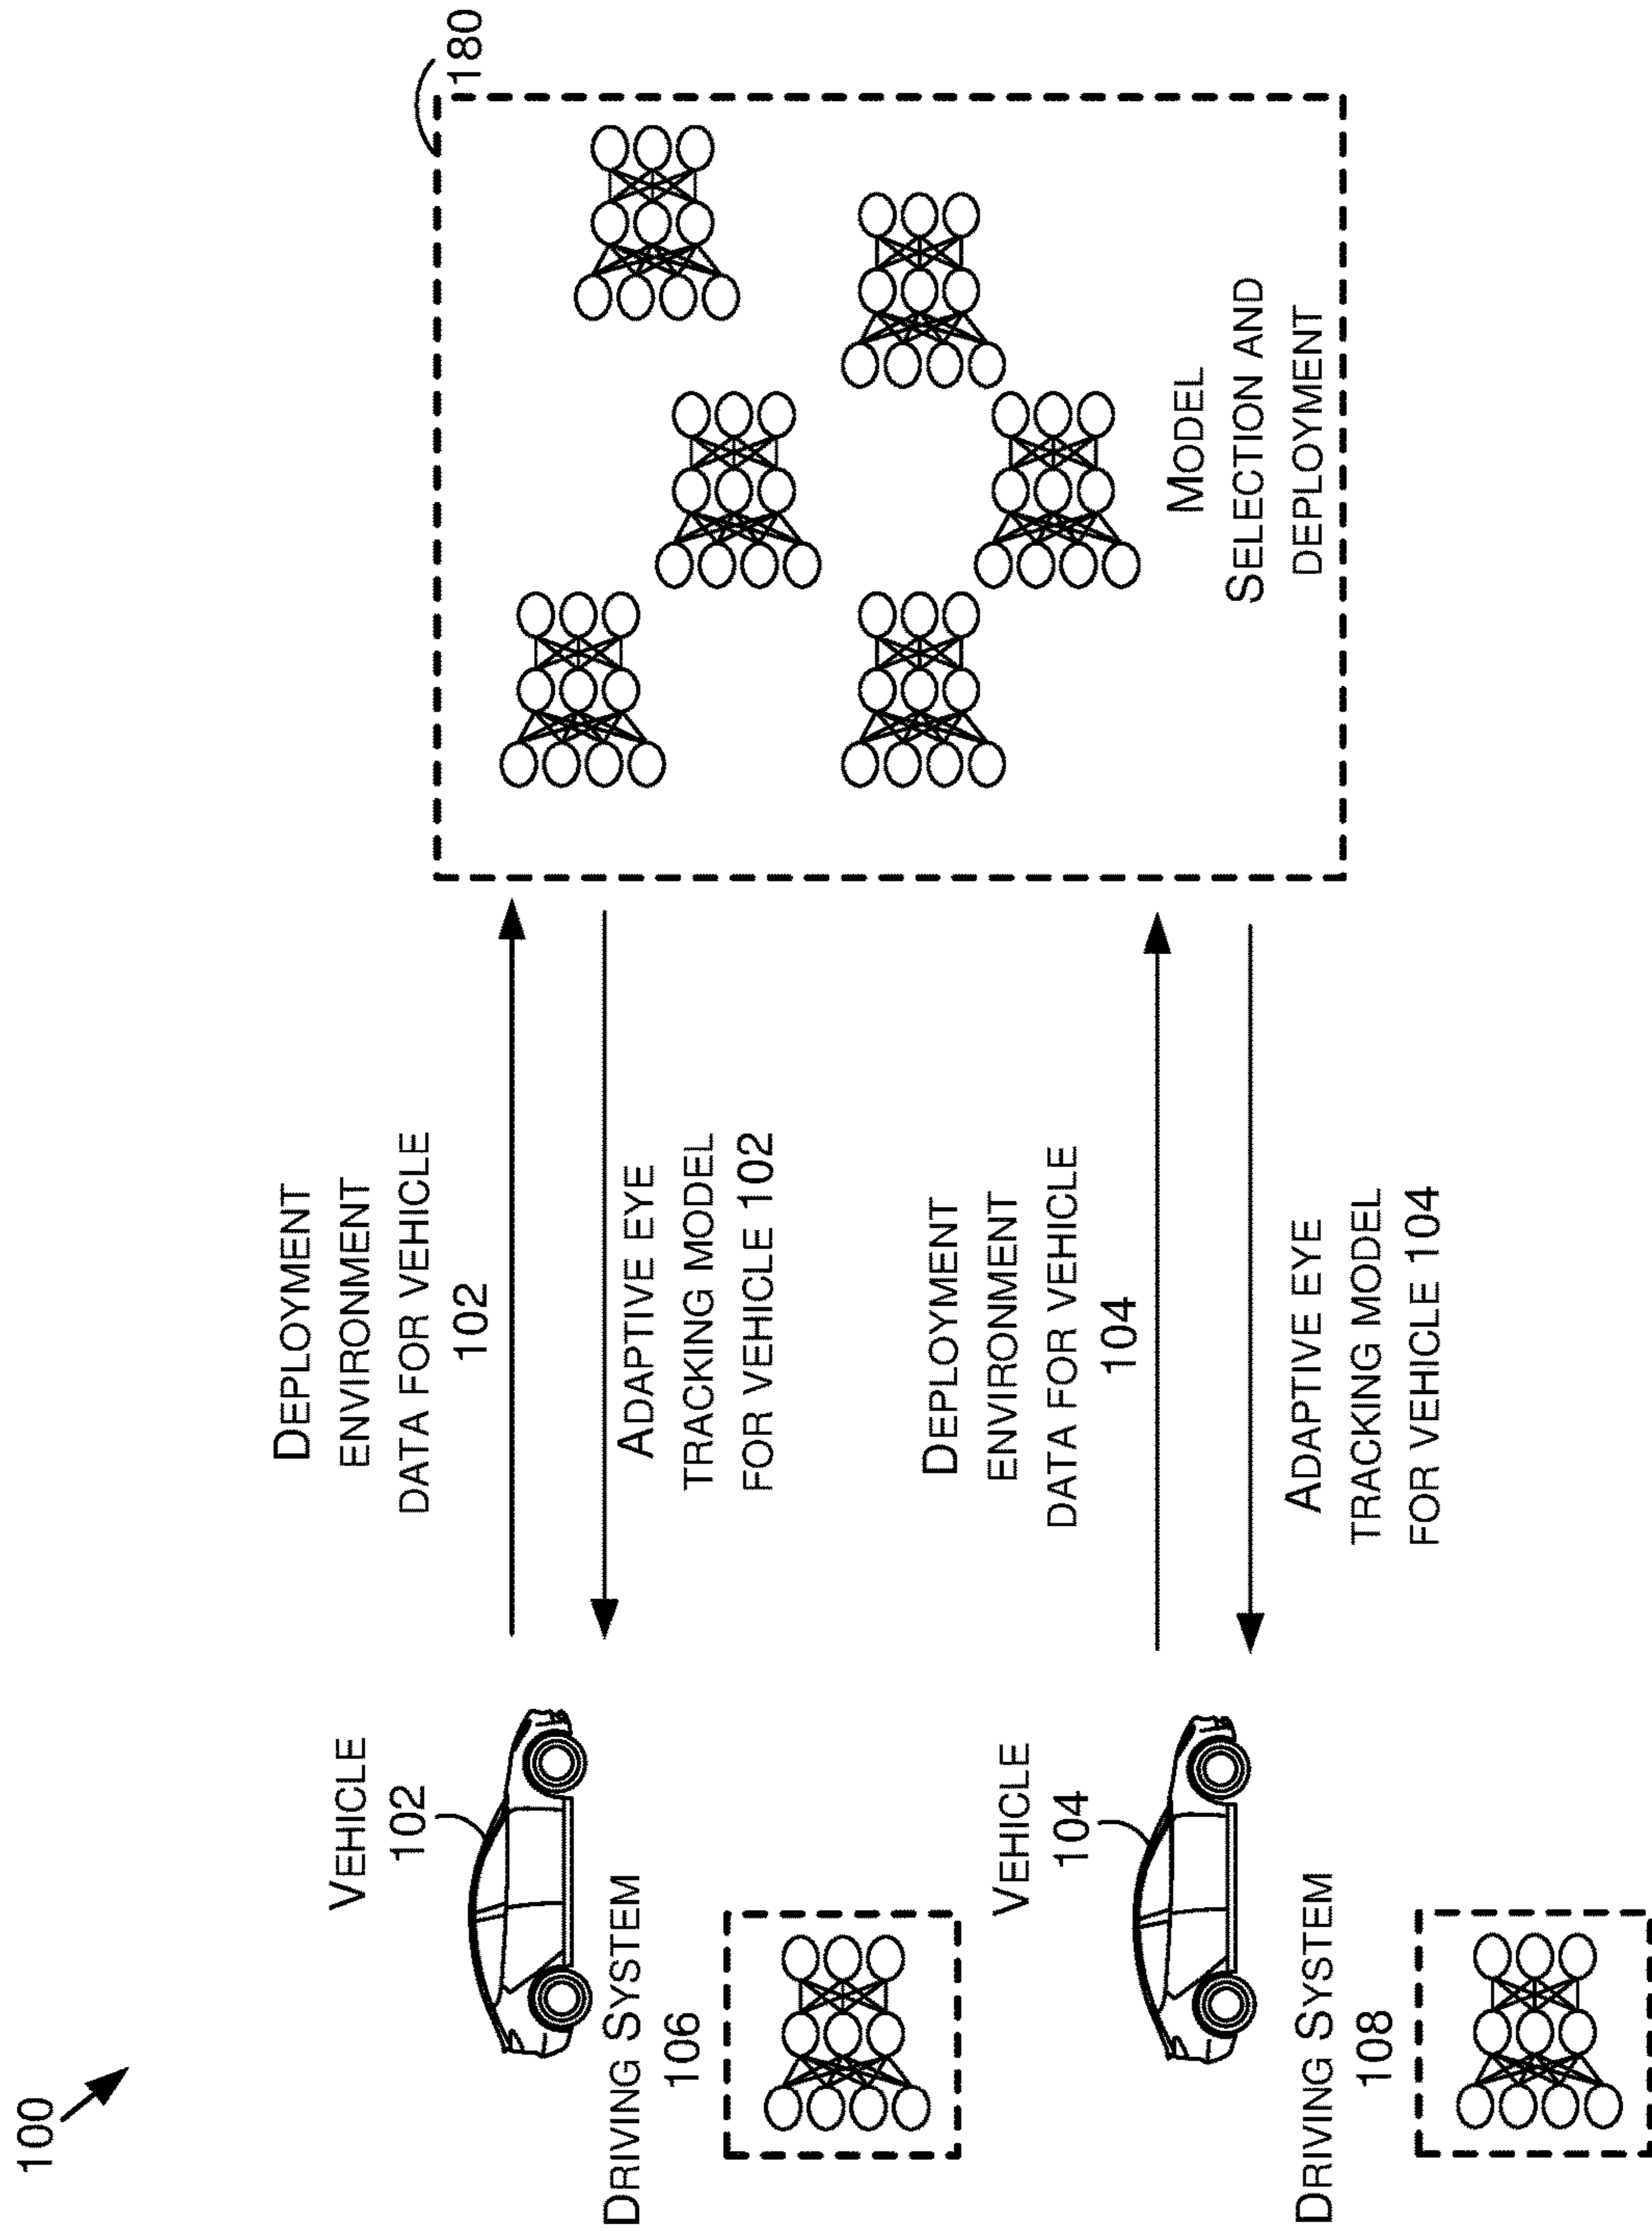 100
VEHICLE
102
DRIVING SYSTEM
106
DEPLOYMENT
ENVIRONMENT
DATA FOR VEHICLE
102
ADAPTIVE EYE
TRACKING MODEL
FOR VEHICLE 102
VEHICLE
104
DRIVING SYSTEM
108
DEPLOYMENT
ENVIRONMENT
DATA FOR VEHICLE
104
ADAPTIVE EYE
TRACKING MODEL
FOR VEHICLE 104
180
MODEL
SELECTION AND
DEPLOYMENT